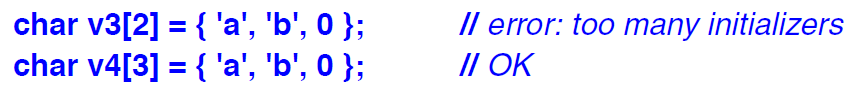 char v3[2] = { 'a', 'b', 0 }; // error: too many initializers
char v4[3] = { 'a', 'b', 0 }; // OK